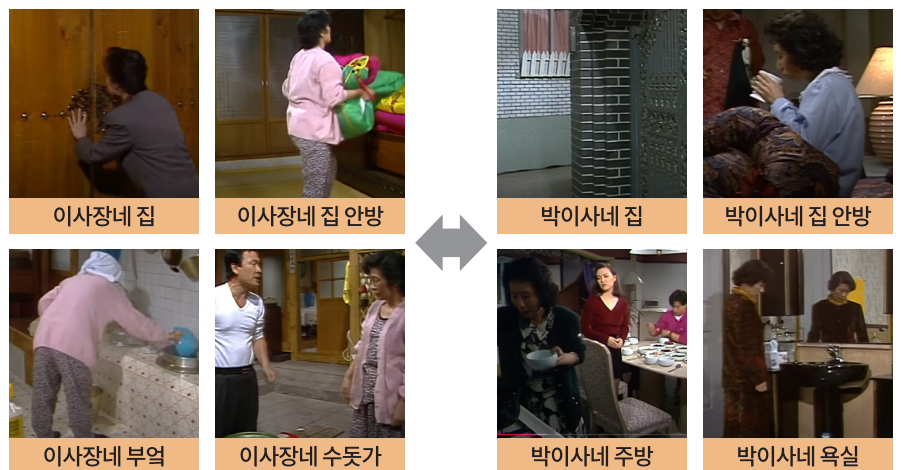 이사장네 집
이사장네 집 안방
박이사네 집
박이사네 집 안방
이사장네 부엌
이사장네 수돗가
박이사네 주방
박이사네 욕실